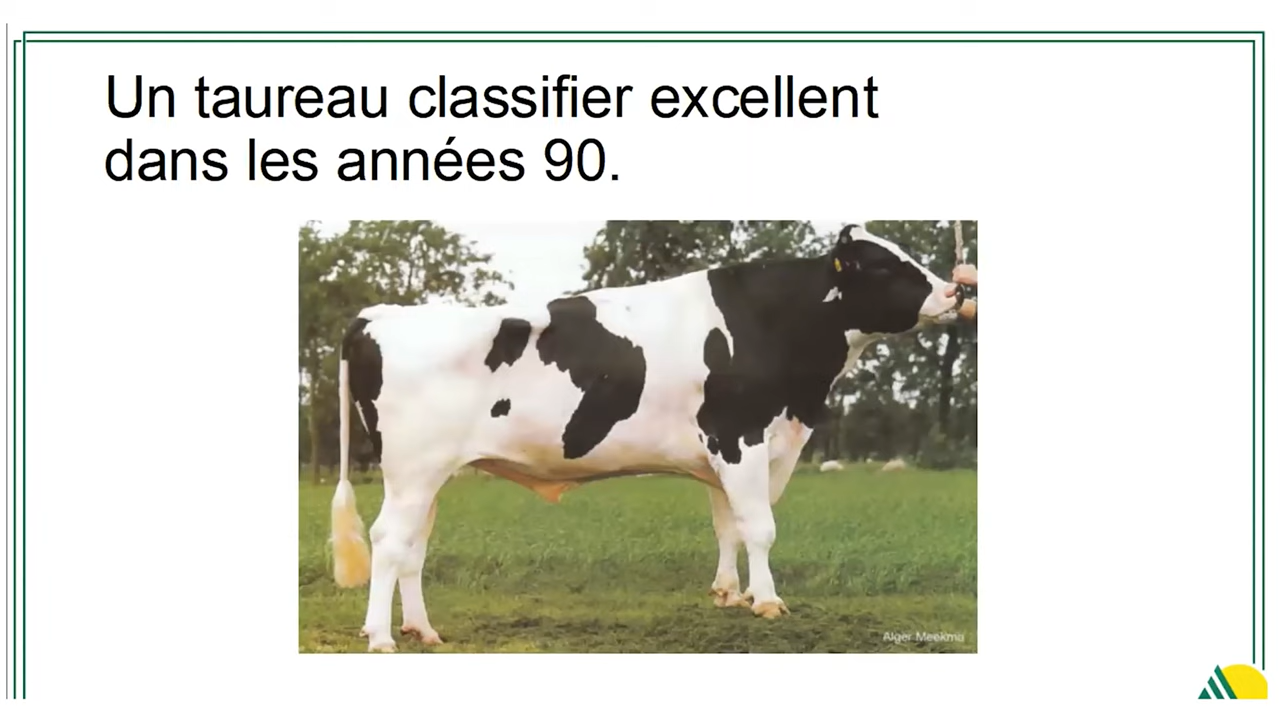 Un taureau classifier excellent
dans les années 90.
Alger Meekma